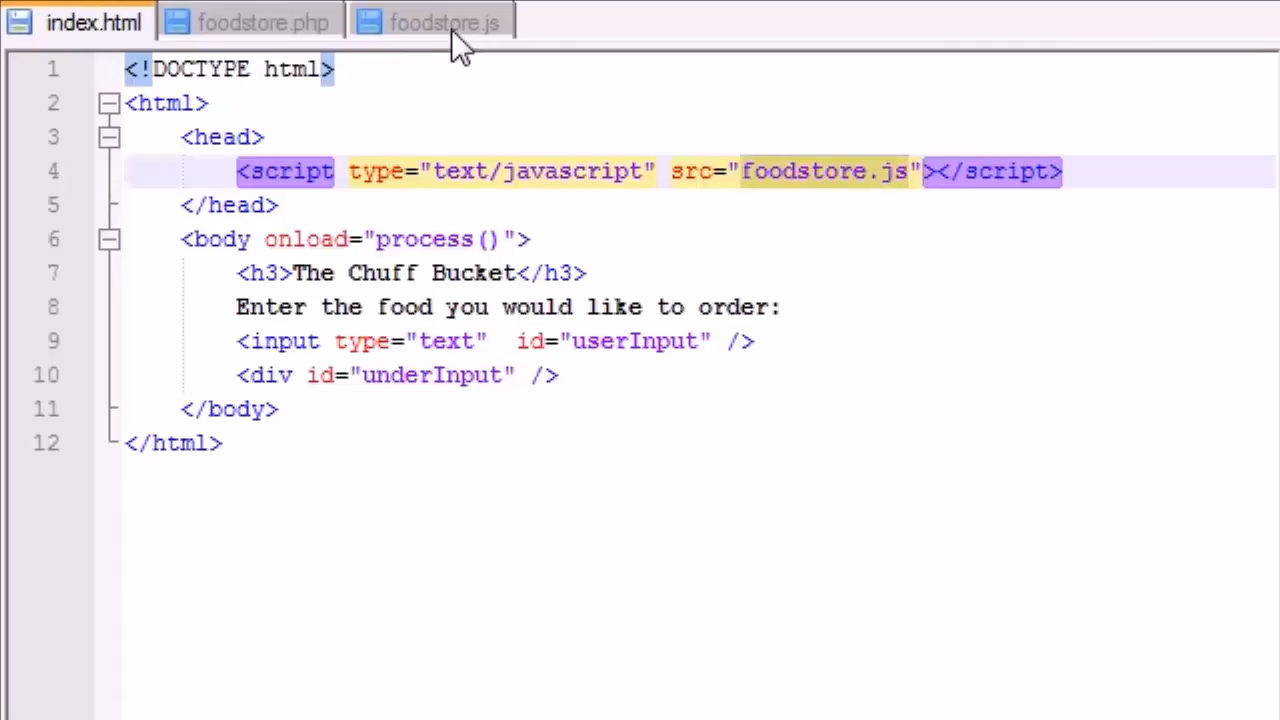 index.html foodstore.php foodstore.js
1 <!DOCTYPE html>
2 <html>
3 <head>
4 <script type="text/javascript" src="foodstore.js"></script>
5 </head>
6 <body onload="process()">
7 <h3>The Chuff Bucket</h3>
8 Enter the food you would like to order:
9 <input type="text"  id="userInput" />
10 <div id="underInput" />
11 </body>
12 </html>